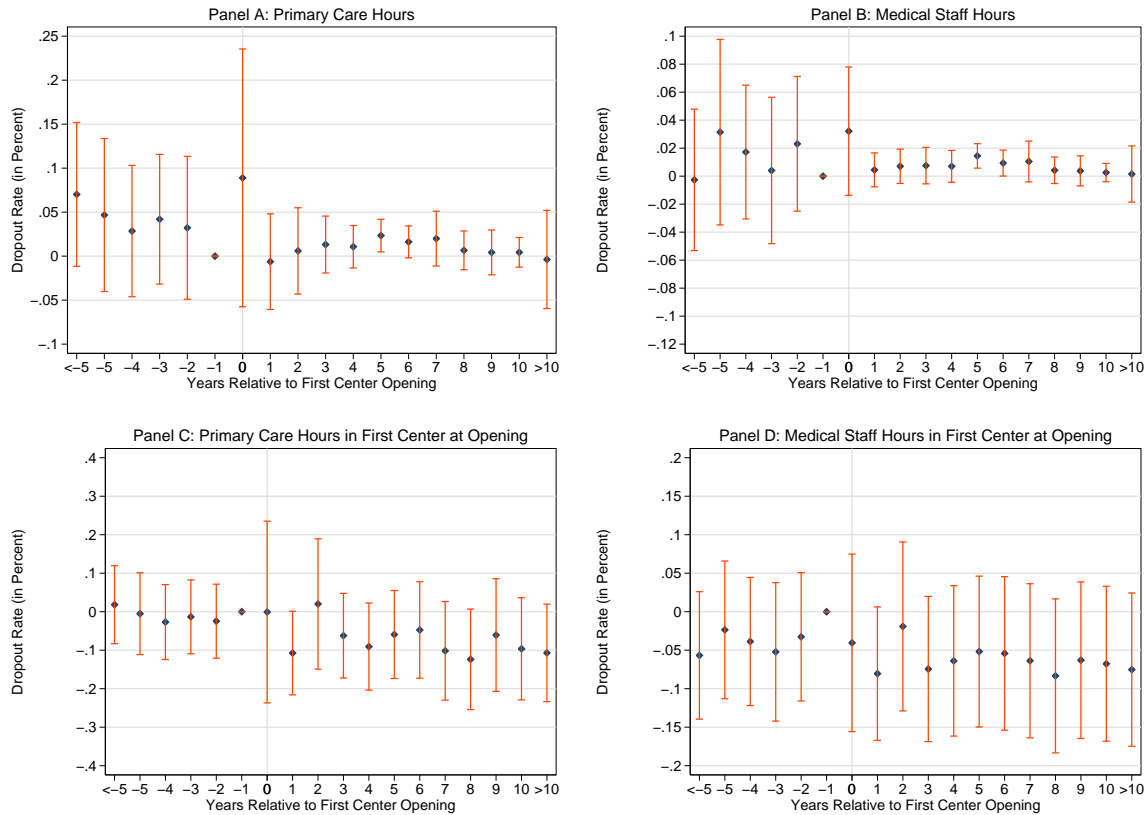 Panel A: Primary Care Hours
Dropout Rate (in Percent)
.25
.2
.15
.1
.05
0
−.05
−.1
<−5 −5 −4 −3 −2 −1 0 1 2 3 4 5 6 7 8 9 10 >10
Years Relative to First Center Opening
Panel B: Medical Staff Hours
Dropout Rate (in Percent)
.1
.08
.06
.04
.02
0
−.02
−.04
−.06
−.08
−.1
−.12
<−5 −5 −4 −3 −2 −1 0 1 2 3 4 5 6 7 8 9 10 >10
Years Relative to First Center Opening
Panel C: Primary Care Hours in First Center at Opening
Dropout Rate (in Percent)
.4
.3
.2
.1
0
−.1
−.2
−.3
−.4
<−5 −5 −4 −3 −2 −1 0 1 2 3 4 5 6 7 8 9 10 >10
Years Relative to First Center Opening
Panel D: Medical Staff Hours in First Center at Opening
Dropout Rate (in Percent)
.2
.15
.1
.05
0
−.05
−.1
−.15
−.2
<−5 −5 −4 −3 −2 −1 0 1 2 3 4 5 6 7 8 9 10 >10
Years Relative to First Center Opening